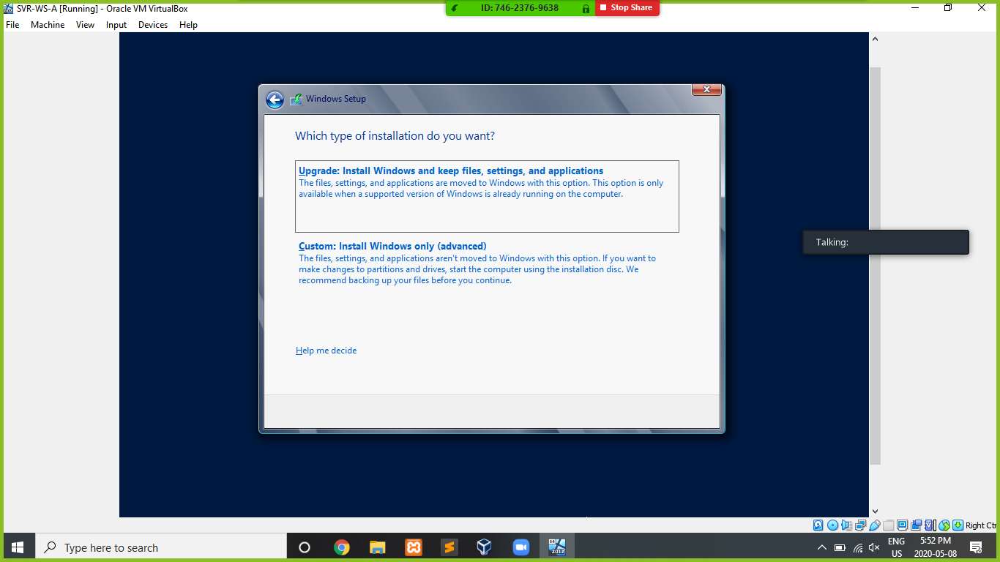 SVR-WS-A [Running] - Oracle VM VirtualBox
ID: 746-2376-9638
Stop Share
File Machine View Input Devices Help
Windows Setup
Which type of installation do you want?
Upgrade: Install Windows and keep files, settings, and applications
The files, settings, and applications are moved to Windows with this option. This option is only
available when a supported version of Windows is already running on the computer.
Custom: Install Windows only (advanced)
The files, settings, and applications aren't moved to Windows with this option. If you want to
make changes to partitions and drives, start the computer using the installation disc. We
recommend backing up your files before you continue.
Help me decide
Talking:
Right Ctr
Type here to search
64
2012
ENG
US
5:52 PM
2020-05-08